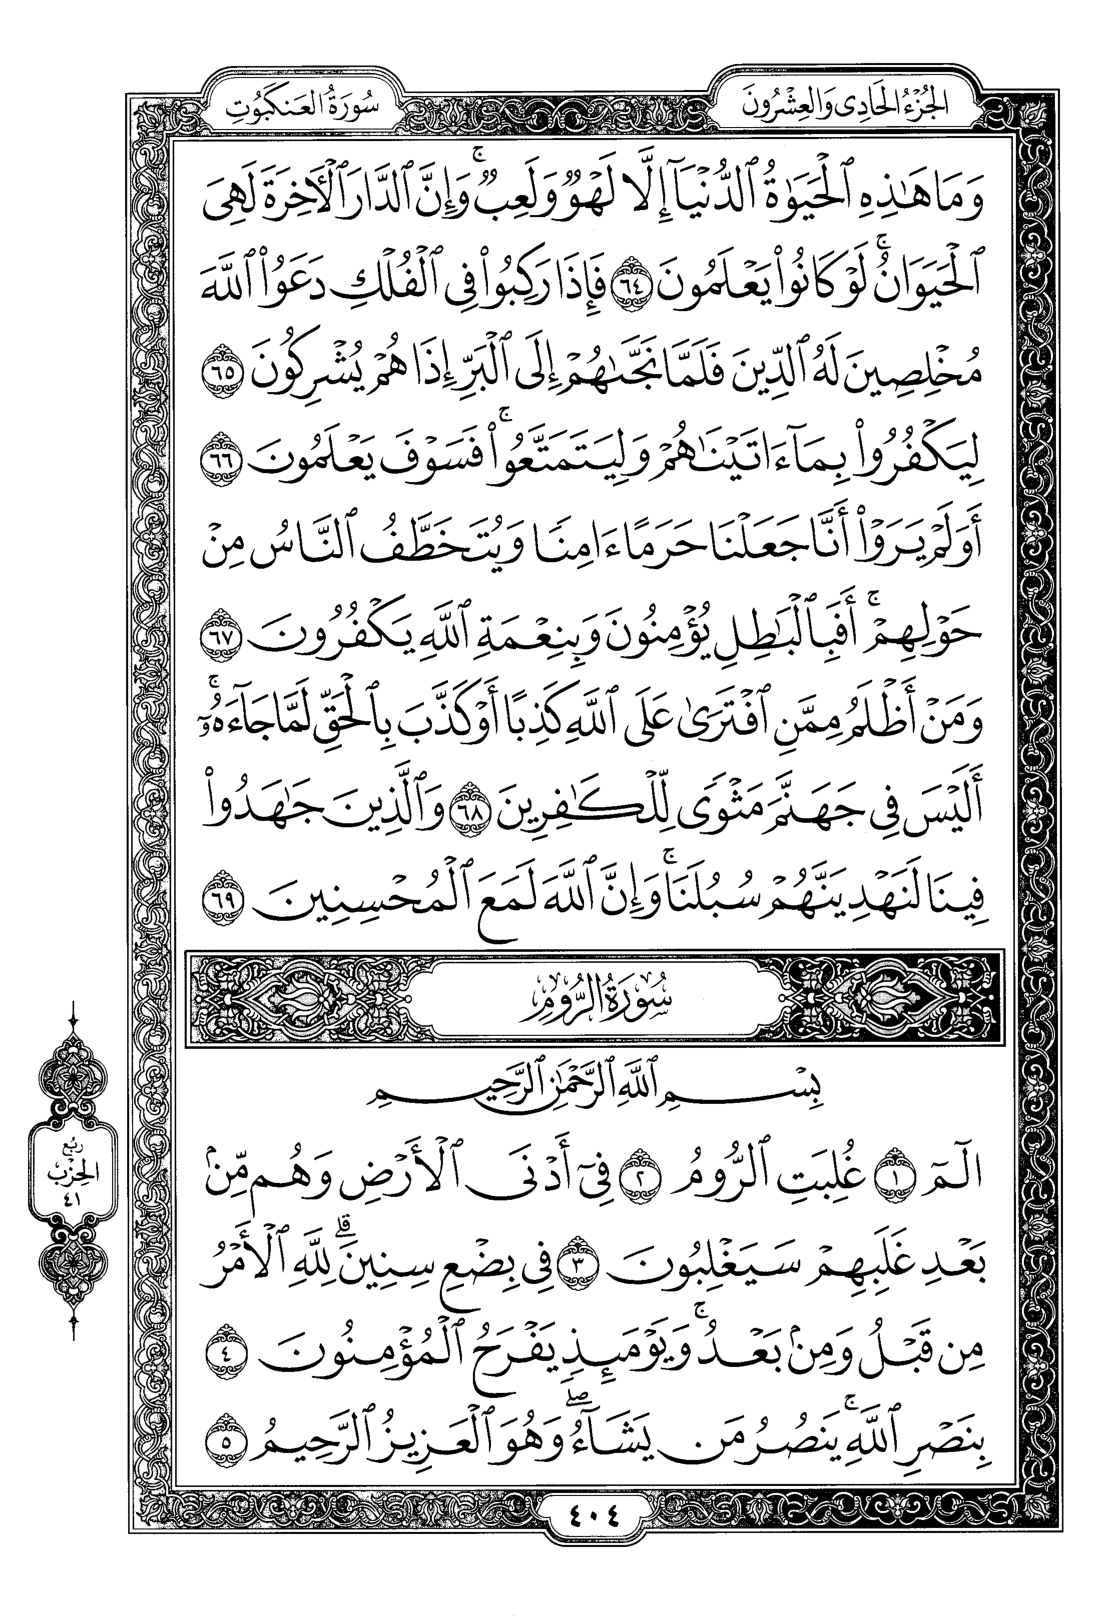 الجُزْءُ الحَادِى وَالعِشْرُونَ
سُورَةُ العَنكَبُوتِ
وَمَا هَٰذِهِ ٱلْحَيَوٰةُ ٱلدُّنْيَآ إِلَّا لَهْوٌ وَلَعِبٌ ۚ وَإِنَّ ٱلدَّارَ ٱلْأَخِرَةَ لَهِىَ
ٱلْحَيَوَانُ ۚ لَوْ كَانُوا۟ يَعْلَمُونَ ٦٤ فَإِذَا رَكِبُوا۟ فِى ٱلْفُلْكِ دَعَوُا۟ ٱللَّهَ
مُخْلِصِينَ لَهُ ٱلدِّينَ فَلَمَّا نَجَّىٰهُمْ إِلَى ٱلْبَرِّ إِذَا هُمْ يُشْرِكُونَ ٦٥
لِيَكْفُرُوا۟ بِمَآ ءَاتَيْنَٰهُمْ وَلِيَتَمَتَّعُوا۟ ۚ فَسَوْفَ يَعْلَمُونَ ٦٦
أَوَلَمْ يَرَوْا۟ أَنَّا جَعَلْنَا حَرَمًا ءَامِنًا وَيُتَخَطَّفُ ٱلنَّاسُ مِنْ
حَوْلِهِمْ ۚ أَفَبِٱلْبَٰطِلِ يُؤْمِنُونَ وَبِنِعْمَةِ ٱللَّهِ يَكْفُرُونَ ٦٧
وَمَنْ أَظْلَمُ مِمَّنِ ٱفْتَرَىٰ عَلَى ٱللَّهِ كَذِبًا أَوْ كَذَّبَ بِٱلْحَقِّ لَمَّا جَآءَهُۥٓ ۚ
أَلَيْسَ فِى جَهَنَّمَ مَثْوًى لِّلْكَٰفِرِينَ ٦٨ وَٱلَّذِينَ جَٰهَدُوا۟
فِينَا لَنَهْدِيَنَّهُمْ سُبُلَنَا ۚ وَإِنَّ ٱللَّهَ لَمَعَ ٱلْمُحْسِنِينَ ٦٩
سُورَةُ الرُّومِ
بِسْمِ ٱللَّهِ ٱلرَّحْمَٰنِ ٱلرَّحِيمِ
الٓمٓ ١ غُلِبَتِ ٱلرُّومُ ٢ فِىٓ أَدْنَى ٱلْأَرْضِ وَهُم مِّنۢ
بَعْدِ غَلَبِهِمْ سَيَغْلِبُونَ ٣ فِى بِضْعِ سِنِينَ ۗ لِلَّهِ ٱلْأَمْرُ
مِن قَبْلُ وَمِنۢ بَعْدُ ۚ وَيَوْمَئِذٍ يَفْرَحُ ٱلْمُؤْمِنُونَ ٤
بِنَصْرِ ٱللَّهِ ۚ يَنصُرُ مَن يَشَآءُ ۖ وَهُوَ ٱلْعَزِيزُ ٱلرَّحِيمُ ٥
رُبُع
الحِزْب
٤١
٤٠٤